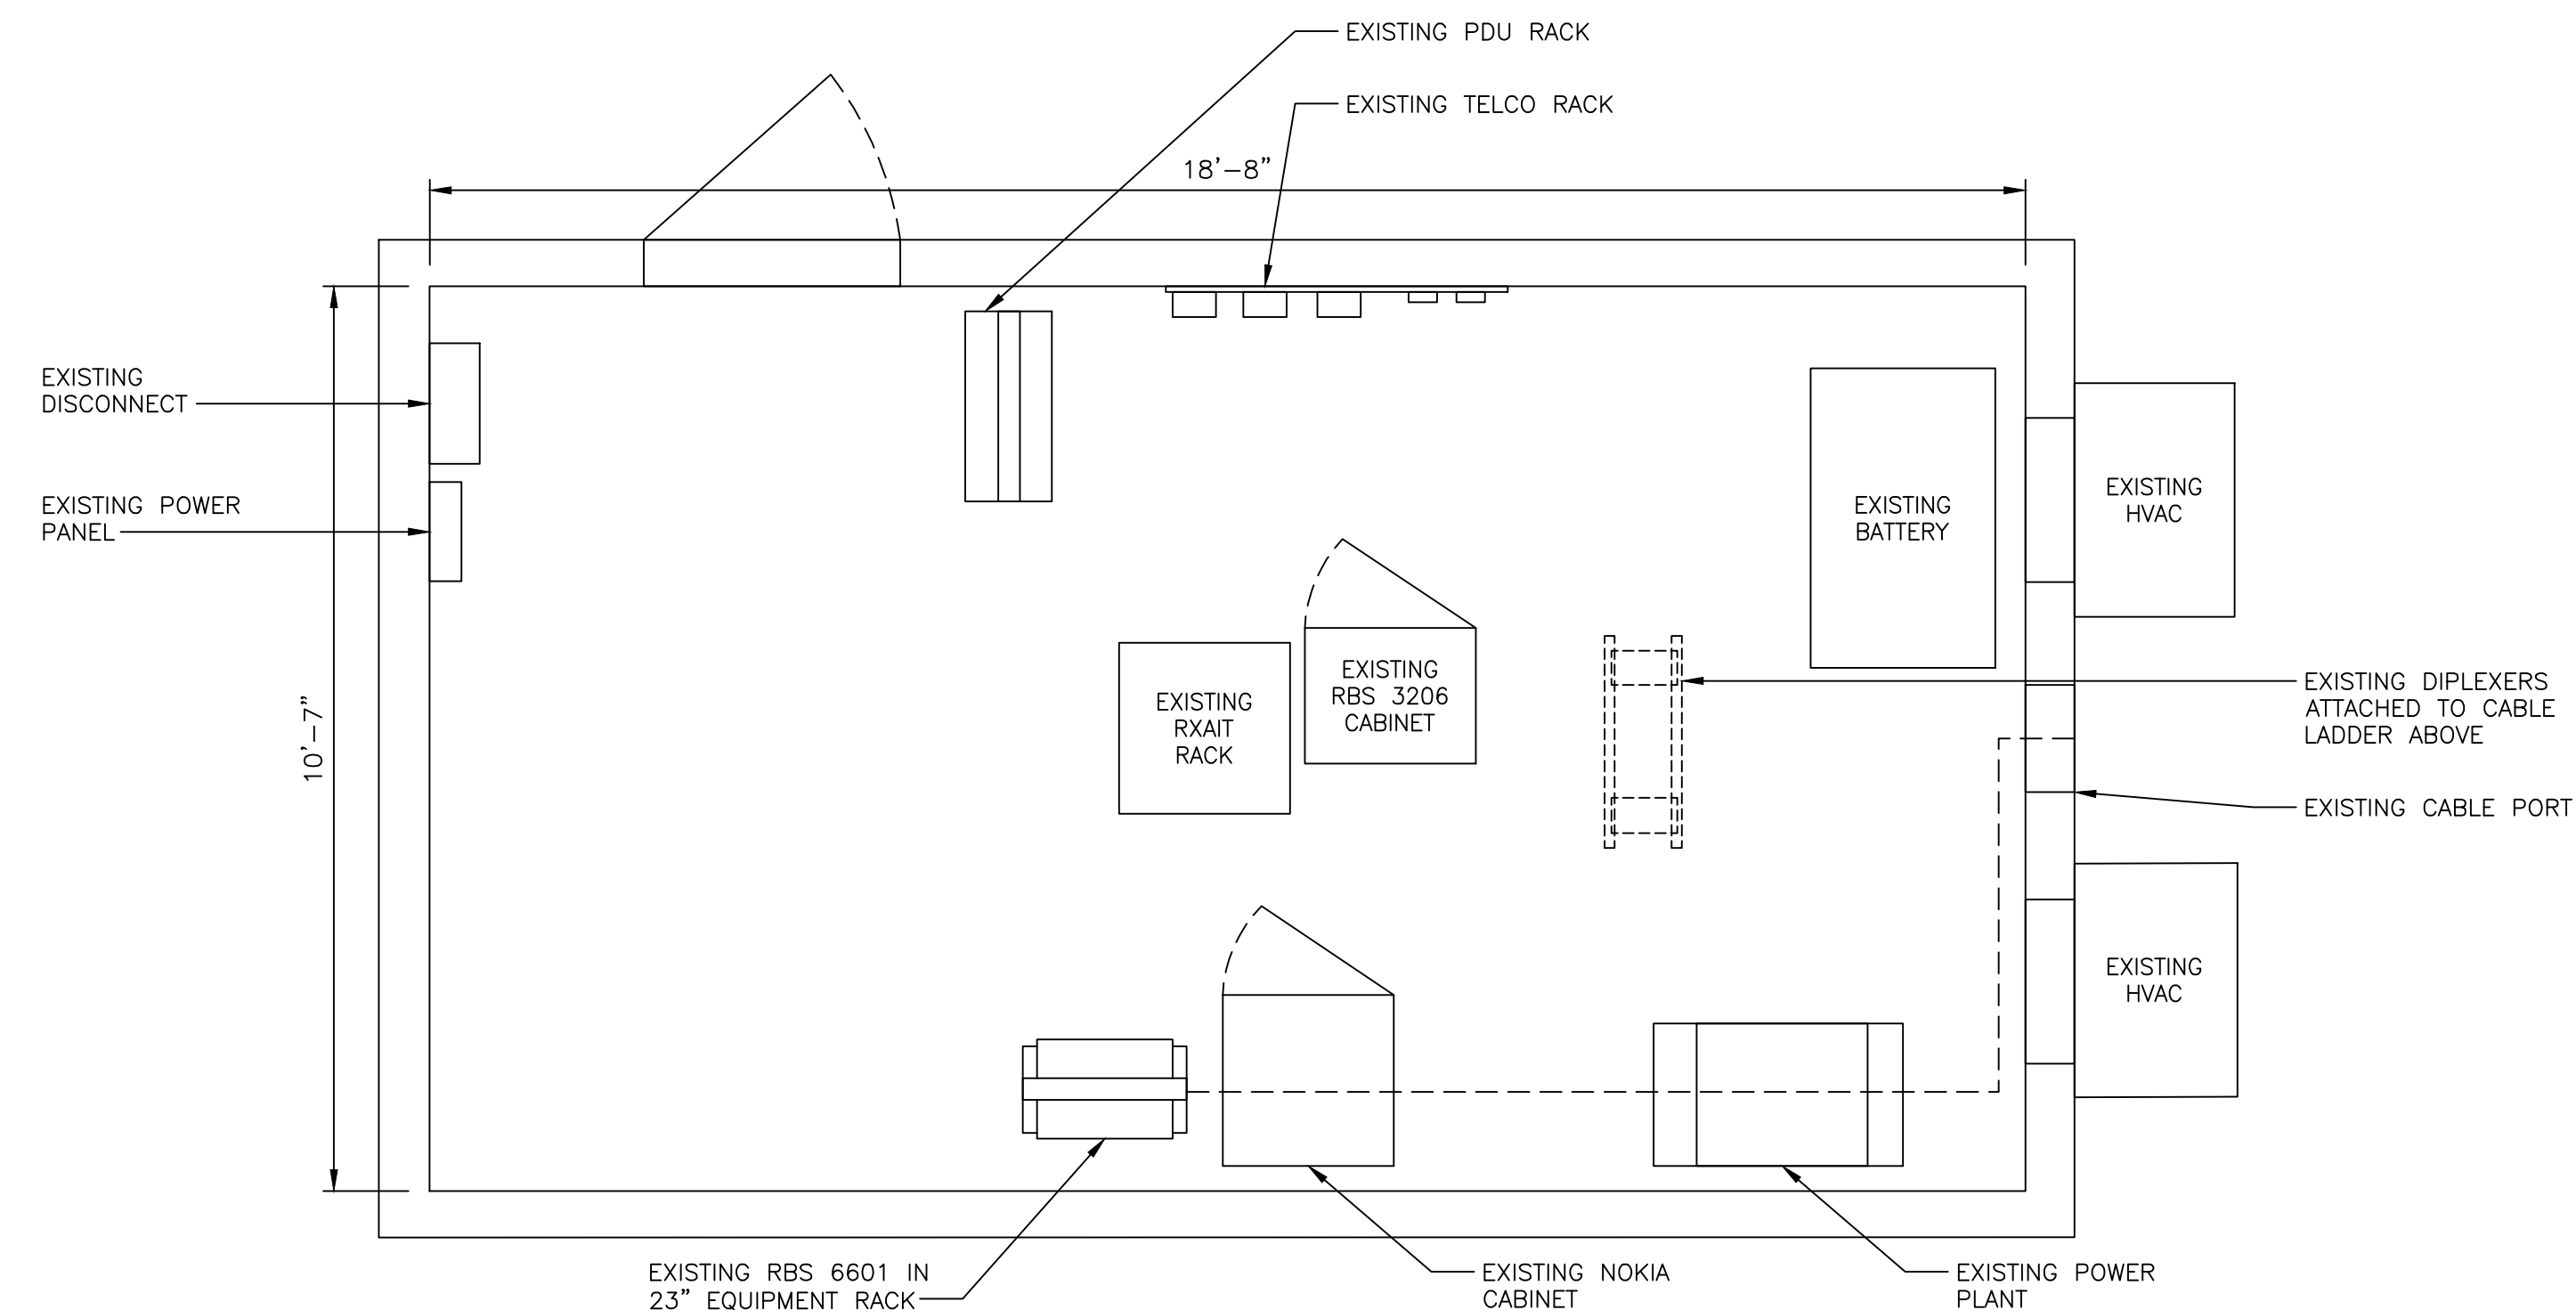 EXISTING PDU RACK
EXISTING TELCO RACK
18'-8"
EXISTING
DISCONNECT
EXISTING POWER
PANEL
10'-7"
EXISTING
BATTERY
EXISTING
HVAC
EXISTING
RXAIT
RACK
EXISTING
RBS 3206
CABINET
EXISTING DIPLEXERS
ATTACHED TO CABLE
LADDER ABOVE
EXISTING CABLE PORT
EXISTING
HVAC
EXISTING RBS 6601 IN
23" EQUIPMENT RACK
EXISTING NOKIA
CABINET
EXISTING POWER
PLANT